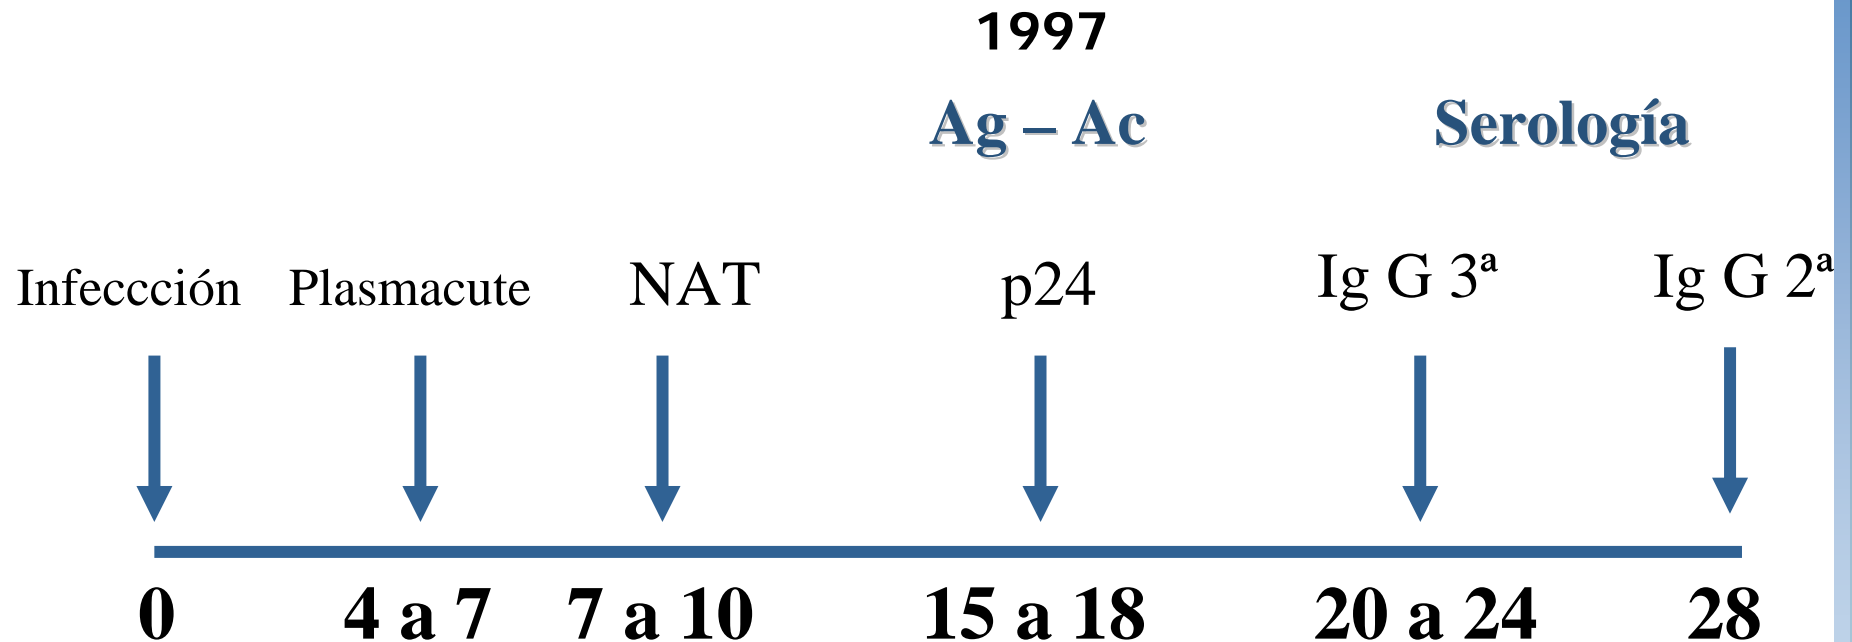 1997
Ag – Ac Serología
Infeccción Plasmacute NAT p24 Ig G 3ª Ig G 2ª
0 4 a 7 7 a 10 15 a 18 20 a 24 28